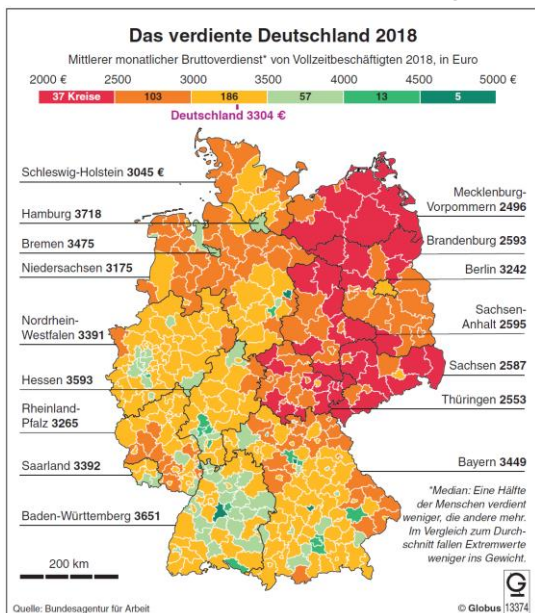 Das verdiente Deutschland 2018
Mittlerer monatlicher Bruttoverdienst* von Vollzeitbeschäftigten 2018, in Euro
2000 € 2500 3000 3500 4000 4500 5000 €
37 Kreise 103 186 57 13 5
Deutschland 3304 €
Schleswig-Holstein 3045 €
Hamburg 3718
Bremen 3475
Niedersachsen 3175
Nordrhein-
Westfalen 3391
Hessen 3593
Rheinland-
Pfalz 3265
Saarland 3392
Baden-Württemberg 3651
Mecklenburg-
Vorpommern 2496
Brandenburg 2593
Berlin 3242
Sachsen-
Anhalt 2595
Sachsen 2587
Thüringen 2553
Bayern 3449
*Median: Eine Hälfte
der Menschen verdient
weniger, die andere mehr.
Im Vergleich zum Durch-
schnitt fallen Extremwerte
weniger ins Gewicht.
200 km
Quelle: Bundesagentur für Arbeit
© Globus 13374